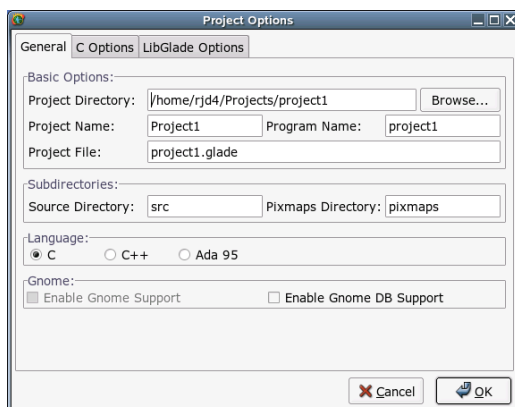 Project Options
General C Options LibGlade Options
Basic Options:
Project Directory: /home/rjd4/Projects/project1 Browse...
Project Name: Project1 Program Name: project1
Project File: project1.glade
Subdirectories:
Source Directory: src Pixmaps Directory: pixmaps
Language:
C C++ Ada 95
Gnome:
Enable Gnome Support Enable Gnome DB Support
Cancel OK